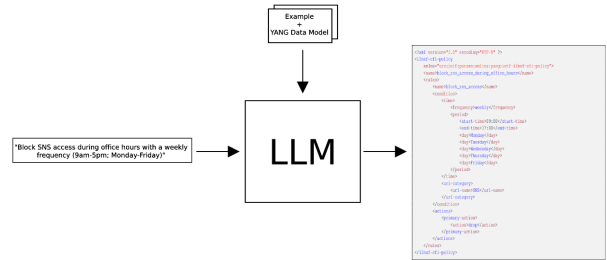 Example
+
YANG Data Model
"Block SNS access during office hours with a weekly
frequency (9am-5pm; Monday-Friday)"
LLM
<?xml version="1.0" encoding="UTF-8" ?>
<i2nsf-cfi-policy
<name>block_sns_access_during_office_hours</name>
<rules>
<name>block_sns_access</name>
<condition>
<time>
<frequency>weekly</frequency>
<period>
<start-time>09:00</start-time>
<end-time>17:00</end-time>
<day>Monday</day>
<day>Tuesday</day>
<day>Wednesday</day>
<day>Thursday</day>
<day>Friday</day>
</period>
</time>
<url-category>
<url-name>SNS</url-name>
</url-category>
</condition>
<actions>
<primary-action>
<action>drop</action>
</primary-action>
</actions>
</rules>
</i2nsf-cfi-policy>